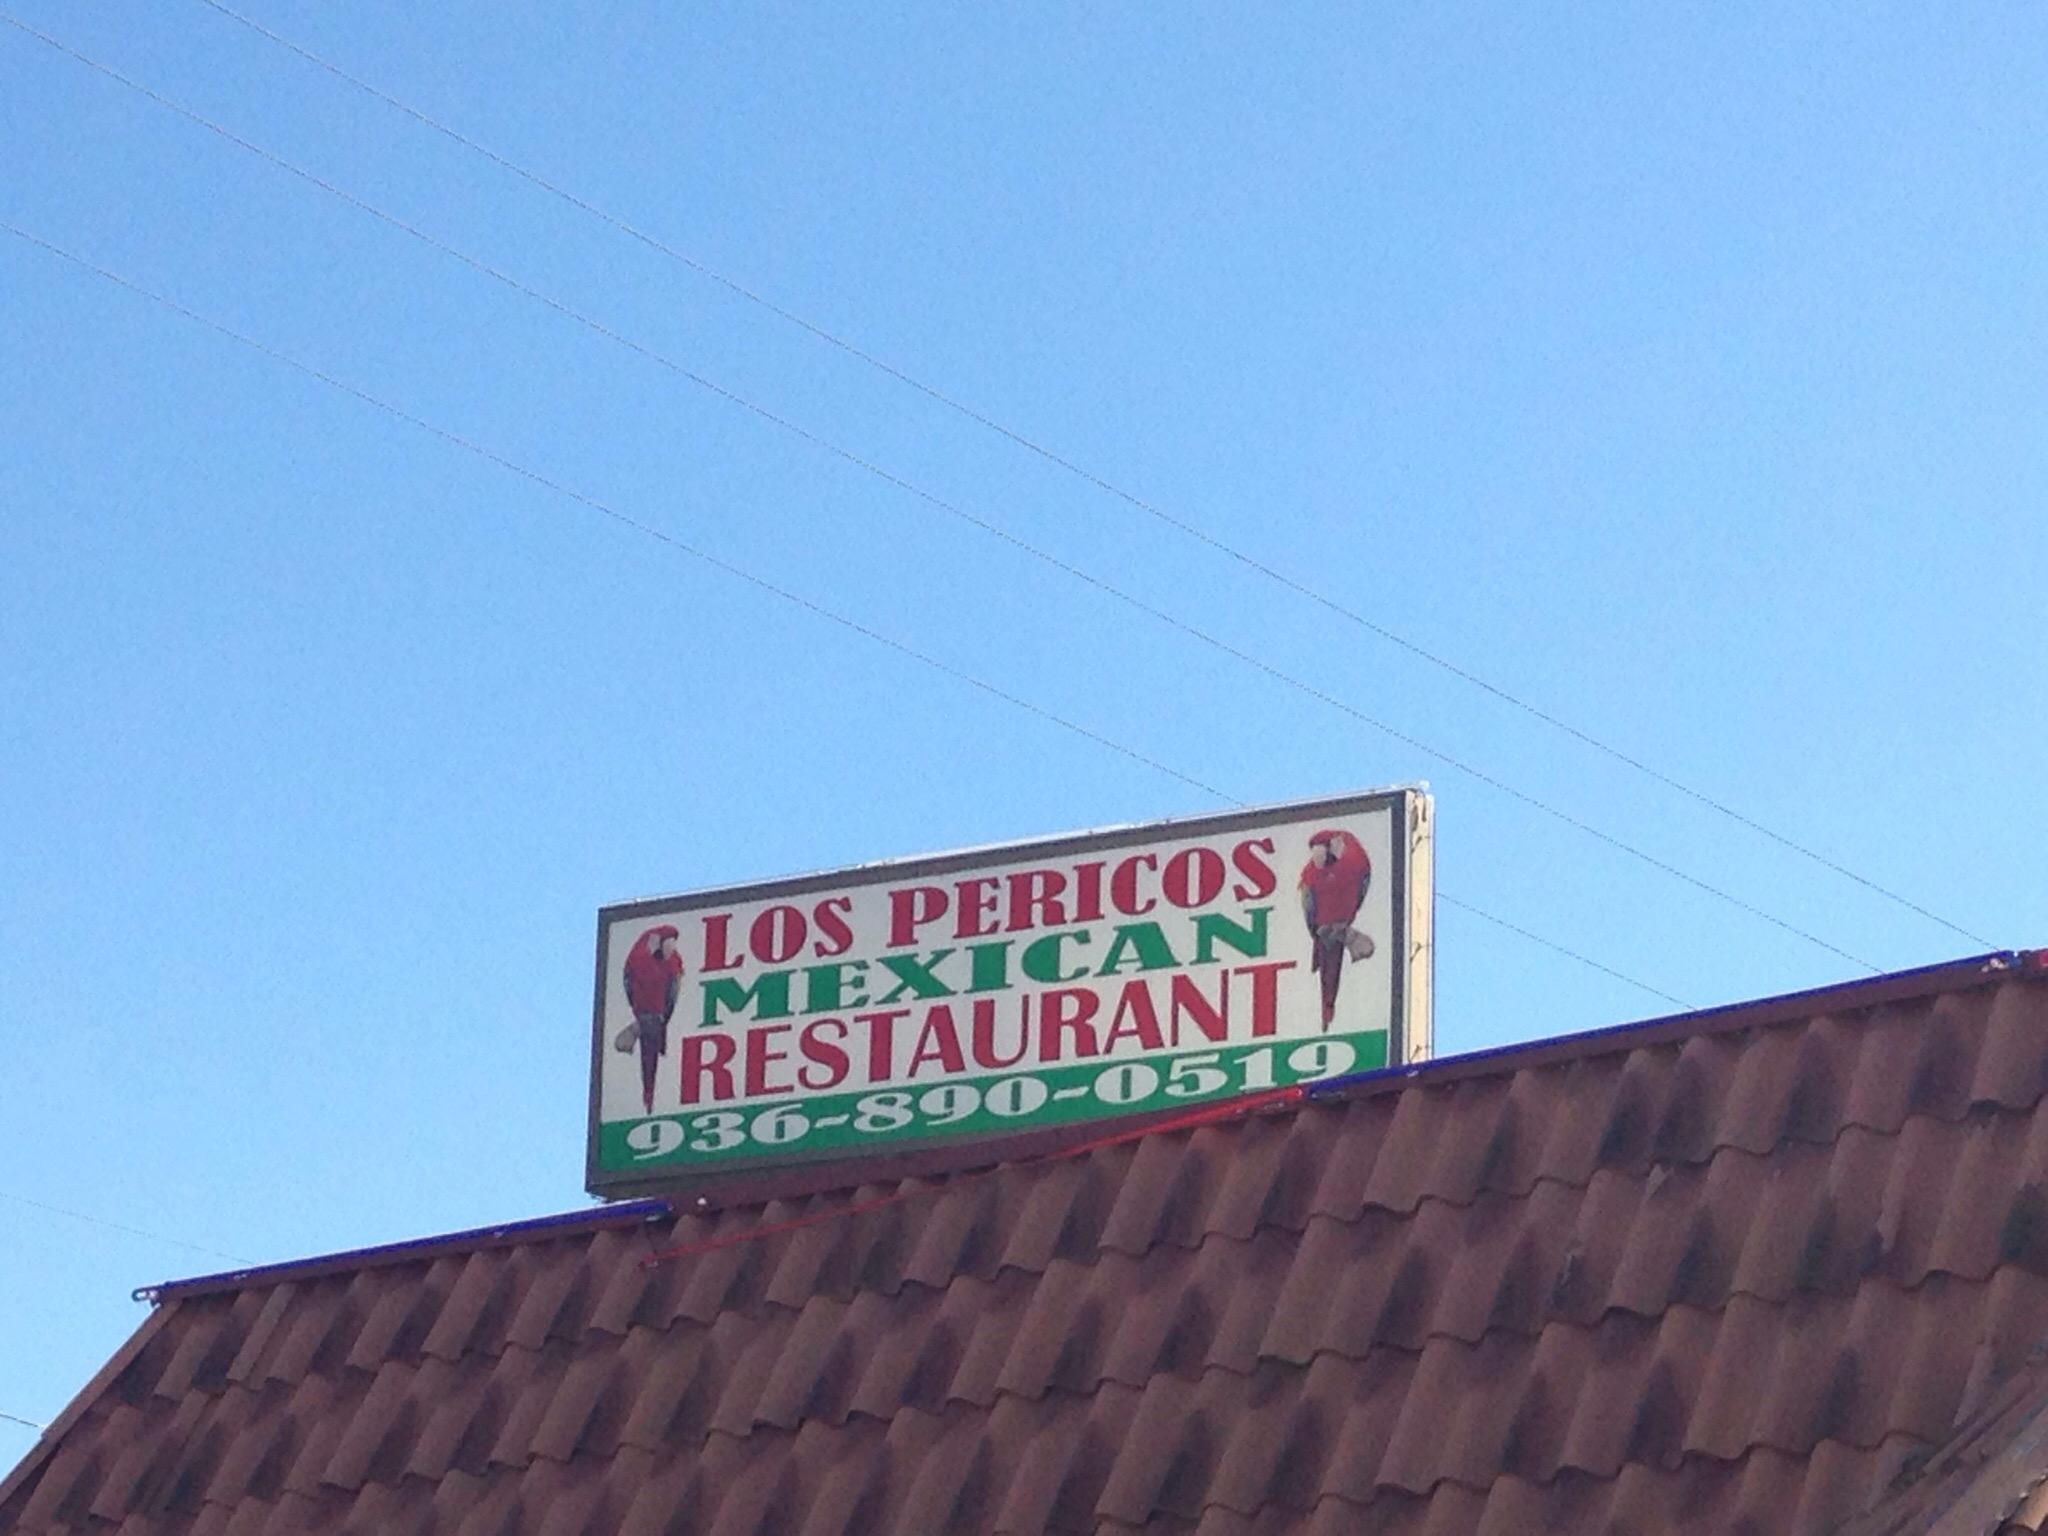 LOS PERICOS
MEXICAN
RESTAURANT
936-890-0519